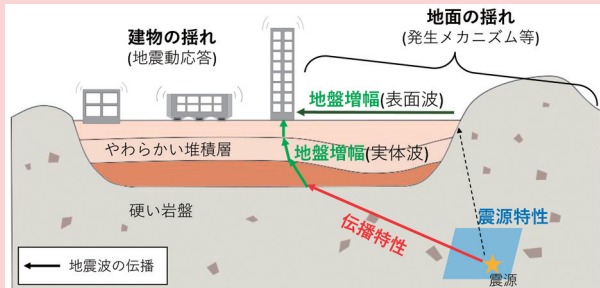 建物の揺れ
(地震動応答)
地面の揺れ
(発生メカニズム等)
地盤増幅(表面波)
地盤増幅(実体波)
やわらかい堆積層
硬い岩盤
伝播特性
震源特性
震源
地震波の伝播